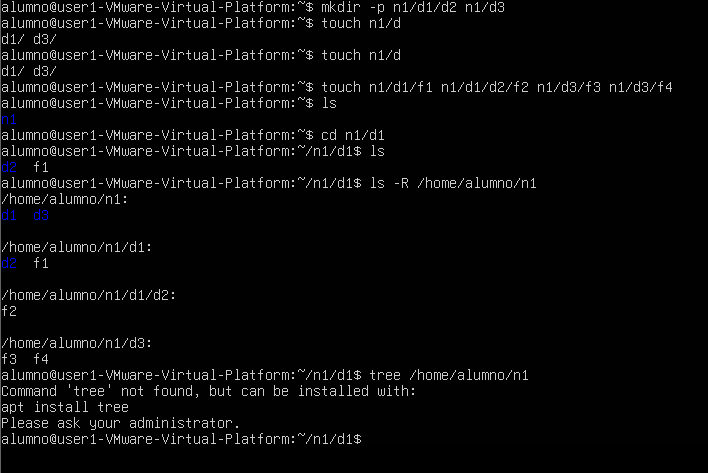 alumno@user1-VMware-Virtual-Platform:~$ mkdir -p n1/d1/d2 n1/d3
alumno@user1-VMware-Virtual-Platform:~$ touch n1/d
d1/ d3/
alumno@user1-VMware-Virtual-Platform:~$ touch n1/d
d1/ d3/
alumno@user1-VMware-Virtual-Platform:~$ touch n1/d1/f1 n1/d1/d2/f2 n1/d3/f3 n1/d3/f4
alumno@user1-VMware-Virtual-Platform:~$ ls
n1
alumno@user1-VMware-Virtual-Platform:~$ cd n1/d1
alumno@user1-VMware-Virtual-Platform:~/n1/d1$ ls
d2  f1
alumno@user1-VMware-Virtual-Platform:~/n1/d1$ ls -R /home/alumno/n1
/home/alumno/n1:
d1  d3
/home/alumno/n1/d1:
d2  f1
/home/alumno/n1/d1/d2:
f2
/home/alumno/n1/d3:
f3  f4
alumno@user1-VMware-Virtual-Platform:~/n1/d1$ tree /home/alumno/n1
Command 'tree' not found, but can be installed with:
apt install tree
Please ask your administrator.
alumno@user1-VMware-Virtual-Platform:~/n1/d1$